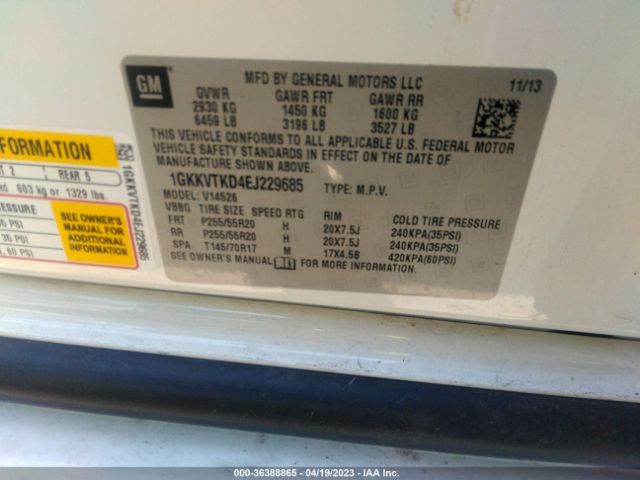 GM
MFD BY GENERAL MOTORS LLC
11/13
GVWR GAWR FRT GAWR RR
2930 KG 1450 KG 1600 KG
6459 LB 3196 LB 3527 LB
THIS VEHICLE CONFORMS TO ALL APPLICABLE U.S. FEDERAL MOTOR
VEHICLE SAFETY STANDARDS IN EFFECT ON THE DATE OF
MANUFACTURE SHOWN ABOVE.
1GKKVTKD4EJ229685 TYPE: M.P.V.
MODEL: V14526
VBBG TIRE SIZE SPEED RTG RIM COLD TIRE PRESSURE
FRT P255/55R20 H 20X7.5J 240KPA(35PSI)
RR P255/55R20 H 20X7.5J 240KPA(35PSI)
SPA T145/70R17 M 17X4.5B 420KPA(60PSI)
SEE OWNER'S MANUAL FOR MORE INFORMATION.
FORMATION
2 REAR 5
603 kg or 1329 lbs.
PRESSURE
35 PSI
, 60 PSI
SEE OWNER'S
MANUAL FOR
ADDITIONAL
INFORMATION
1GKKVTKD4EJ229685
000-36388865 / 04/19/2023 / IAA Inc.